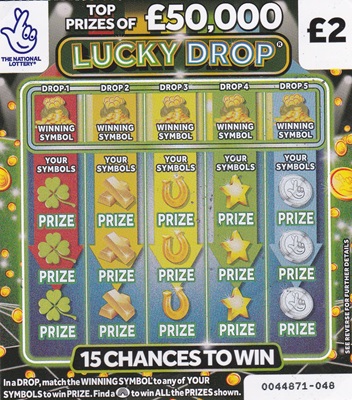 TOP PRIZES OF £50,000
£2
THE NATIONAL LOTTERY®
LUCKY DROP®
DROP 1 DROP 2 DROP 3 DROP 4 DROP 5
WINNING SYMBOL WINNING SYMBOL WINNING SYMBOL WINNING SYMBOL WINNING SYMBOL
YOUR SYMBOLS YOUR SYMBOLS YOUR SYMBOLS YOUR SYMBOLS YOUR SYMBOLS
PRIZE PRIZE PRIZE PRIZE PRIZE
PRIZE PRIZE PRIZE PRIZE PRIZE
PRIZE PRIZE PRIZE PRIZE PRIZE
SEE REVERSE FOR FURTHER DETAILS
15 CHANCES TO WIN
In a DROP, match the WINNING SYMBOL to any of YOUR
SYMBOLS to win PRIZE. Find a to win ALL the PRIZES shown.
0044871-048